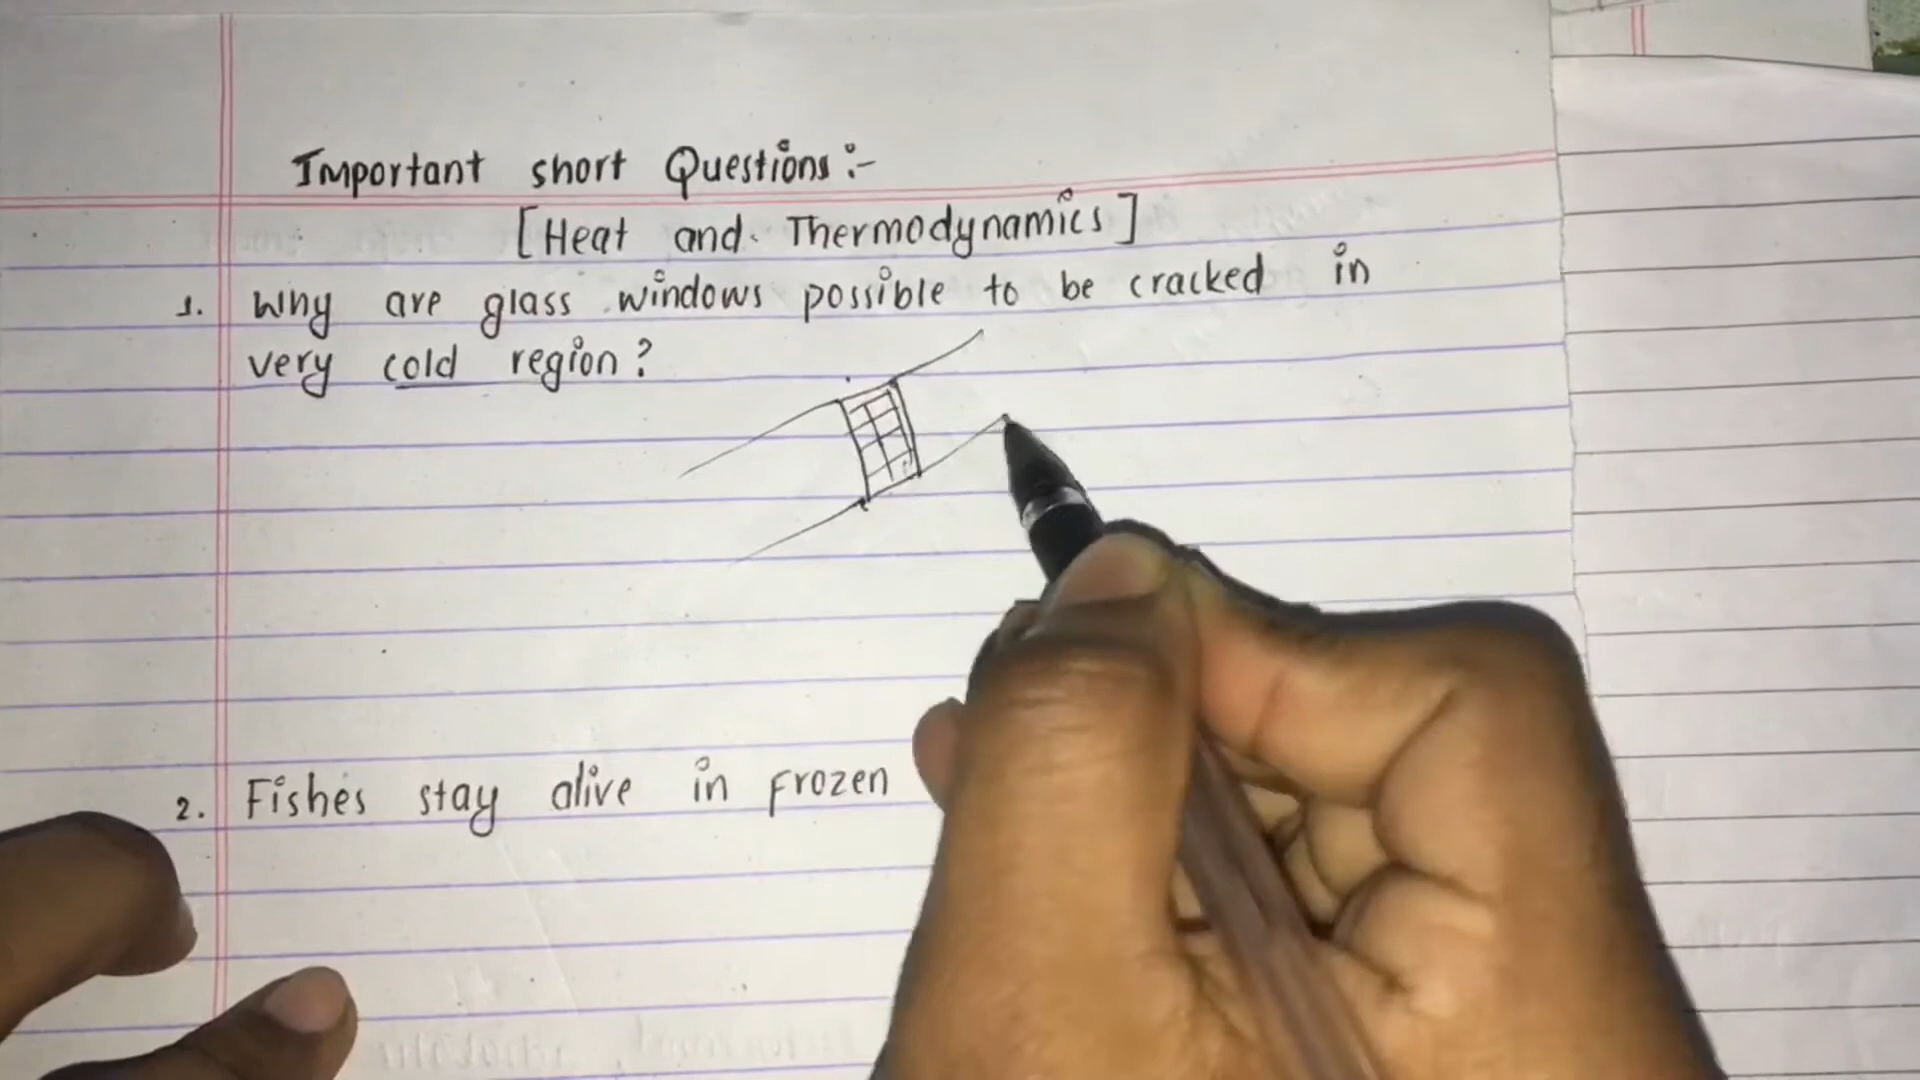 Important short Questions :-
[Heat and Thermodynamics]
1. Why are glass windows possible to be cracked in
very cold region ?
2. Fishes stay alive in frozen